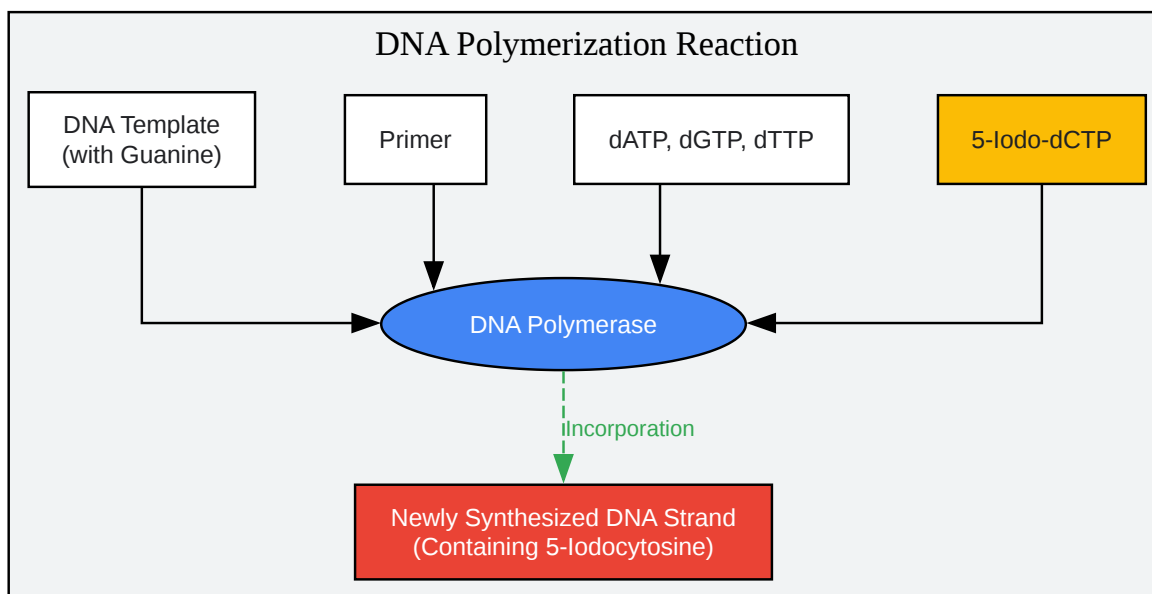 DNA Polymerization Reaction
DNA Template
(with Guanine)
Primer
dATP, dGTP, dTTP
5-Iodo-dCTP
DNA Polymerase
Incorporation
Newly Synthesized DNA Strand
(Containing 5-Iodocytosine)